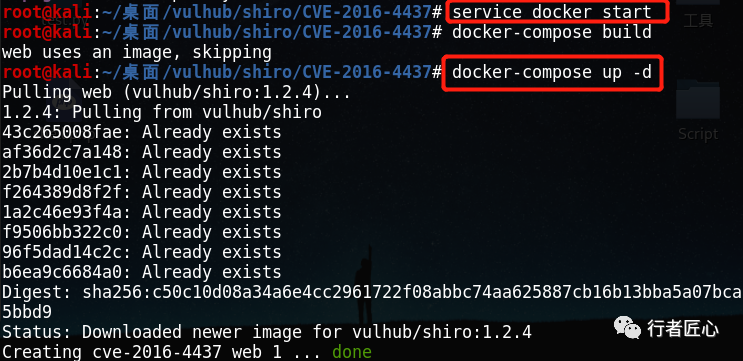 root@kali:~/桌面/vulhub/shiro/CVE-2016-4437# service docker start
root@kali:~/桌面/vulhub/shiro/CVE-2016-4437# docker-compose build
web uses an image, skipping
root@kali:~/桌面/vulhub/shiro/CVE-2016-4437# docker-compose up -d
Pulling web (vulhub/shiro:1.2.4)...
1.2.4: Pulling from vulhub/shiro
43c265008fae: Already exists
af36d2c7a148: Already exists
2b7b4d10e1c1: Already exists
f264389d8f2f: Already exists
1a2c46e93f4a: Already exists
f9506bb322c0: Already exists
96f5dad14c2c: Already exists
b6ea9c6684a0: Already exists
Digest: sha256:c50c10d08a34a6e4cc2961722f08abbc74aa625887cb16b13bba5a07bca
5bbd9
Status: Downloaded newer image for vulhub/shiro:1.2.4
Creating cve-2016-4437_web_1 ... done
工具
Script
行者匠心